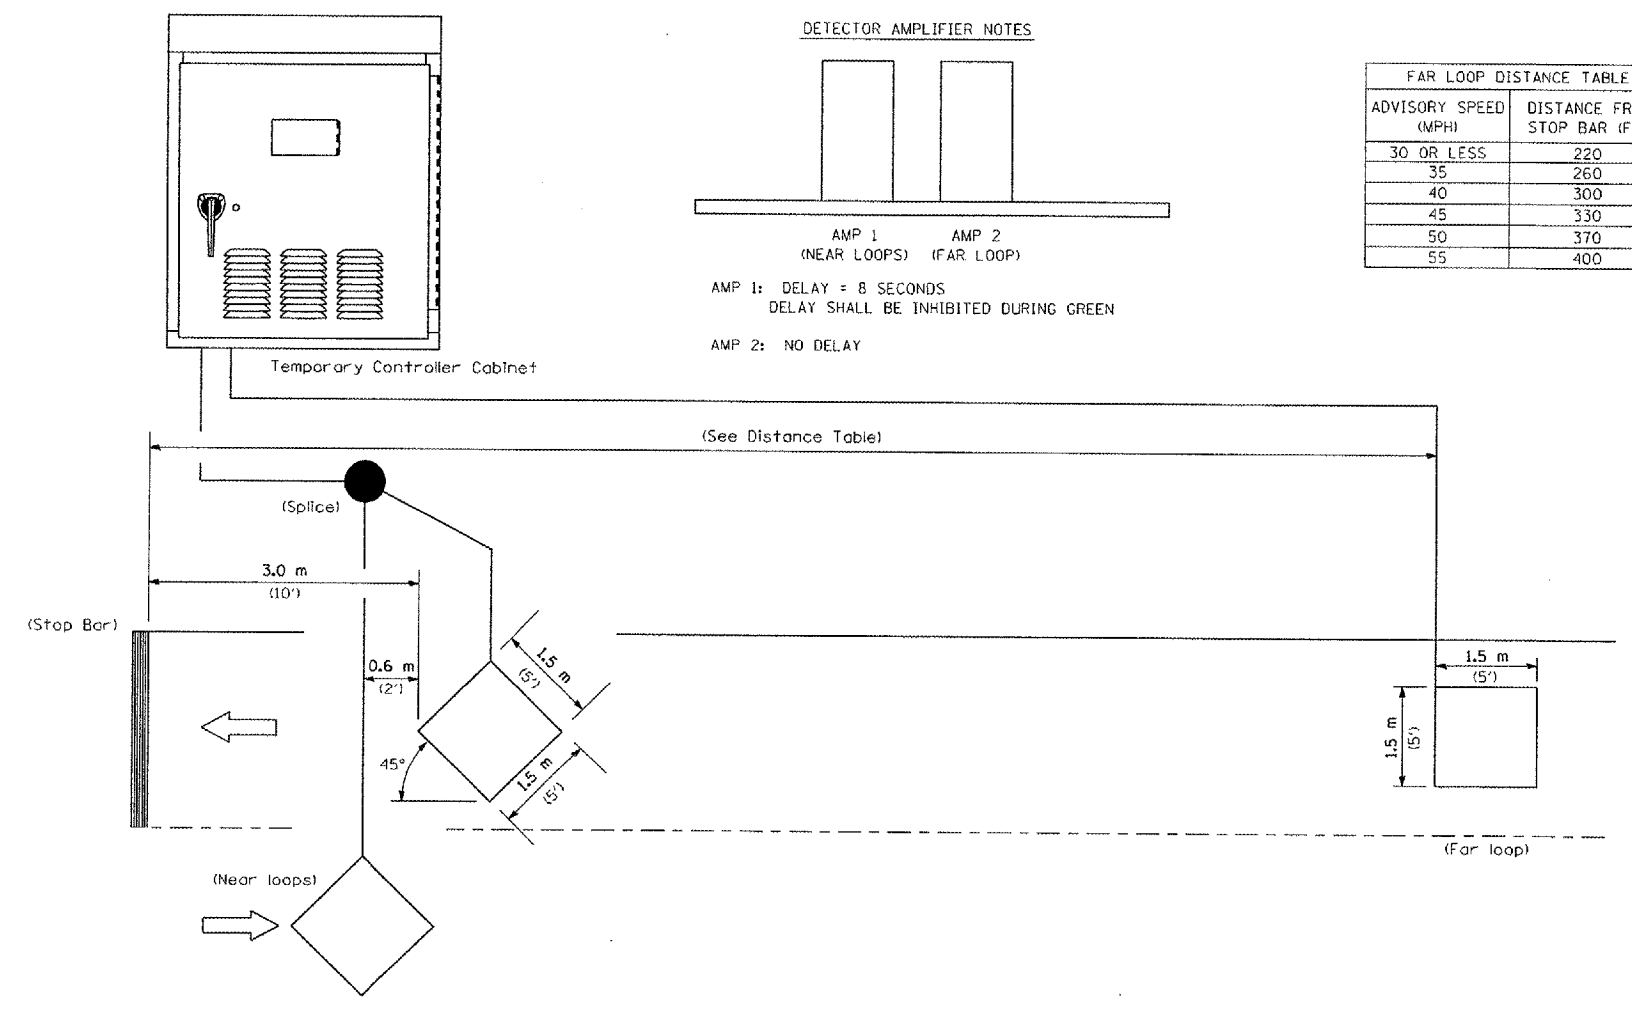 DETECTOR AMPLIFIER NOTES
FAR LOOP DISTANCE TABLE
ADVISORY SPEED DISTANCE FR
(MPH) STOP BAR (F
30 OR LESS 220
35 260
40 300
45 330
50 370
55 400
AMP 1 AMP 2
(NEAR LOOPS) (FAR LOOP)
AMP 1: DELAY = 8 SECONDS
DELAY SHALL BE INHIBITED DURING GREEN
AMP 2: NO DELAY
Temporary Controller Cabinet
(See Distance Table)
(Splice)
3.0 m
(10')
(Stop Bar)
0.6 m
(2')
1.5 m
(5')
1.5 m
(5')
1.5 m
(5')
45°
1.5 m
(5')
(Far loop)
(Near loops)